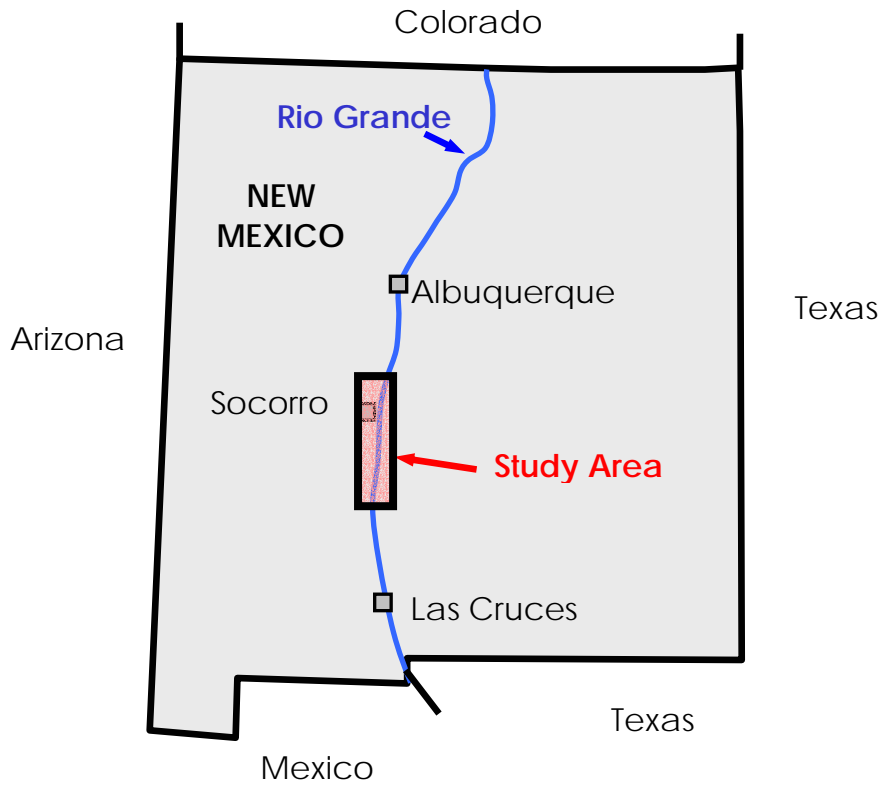 Colorado
Rio Grande
NEW
MEXICO
Albuquerque
Texas
Arizona
Socorro
Study Area
Las Cruces
Texas
Mexico